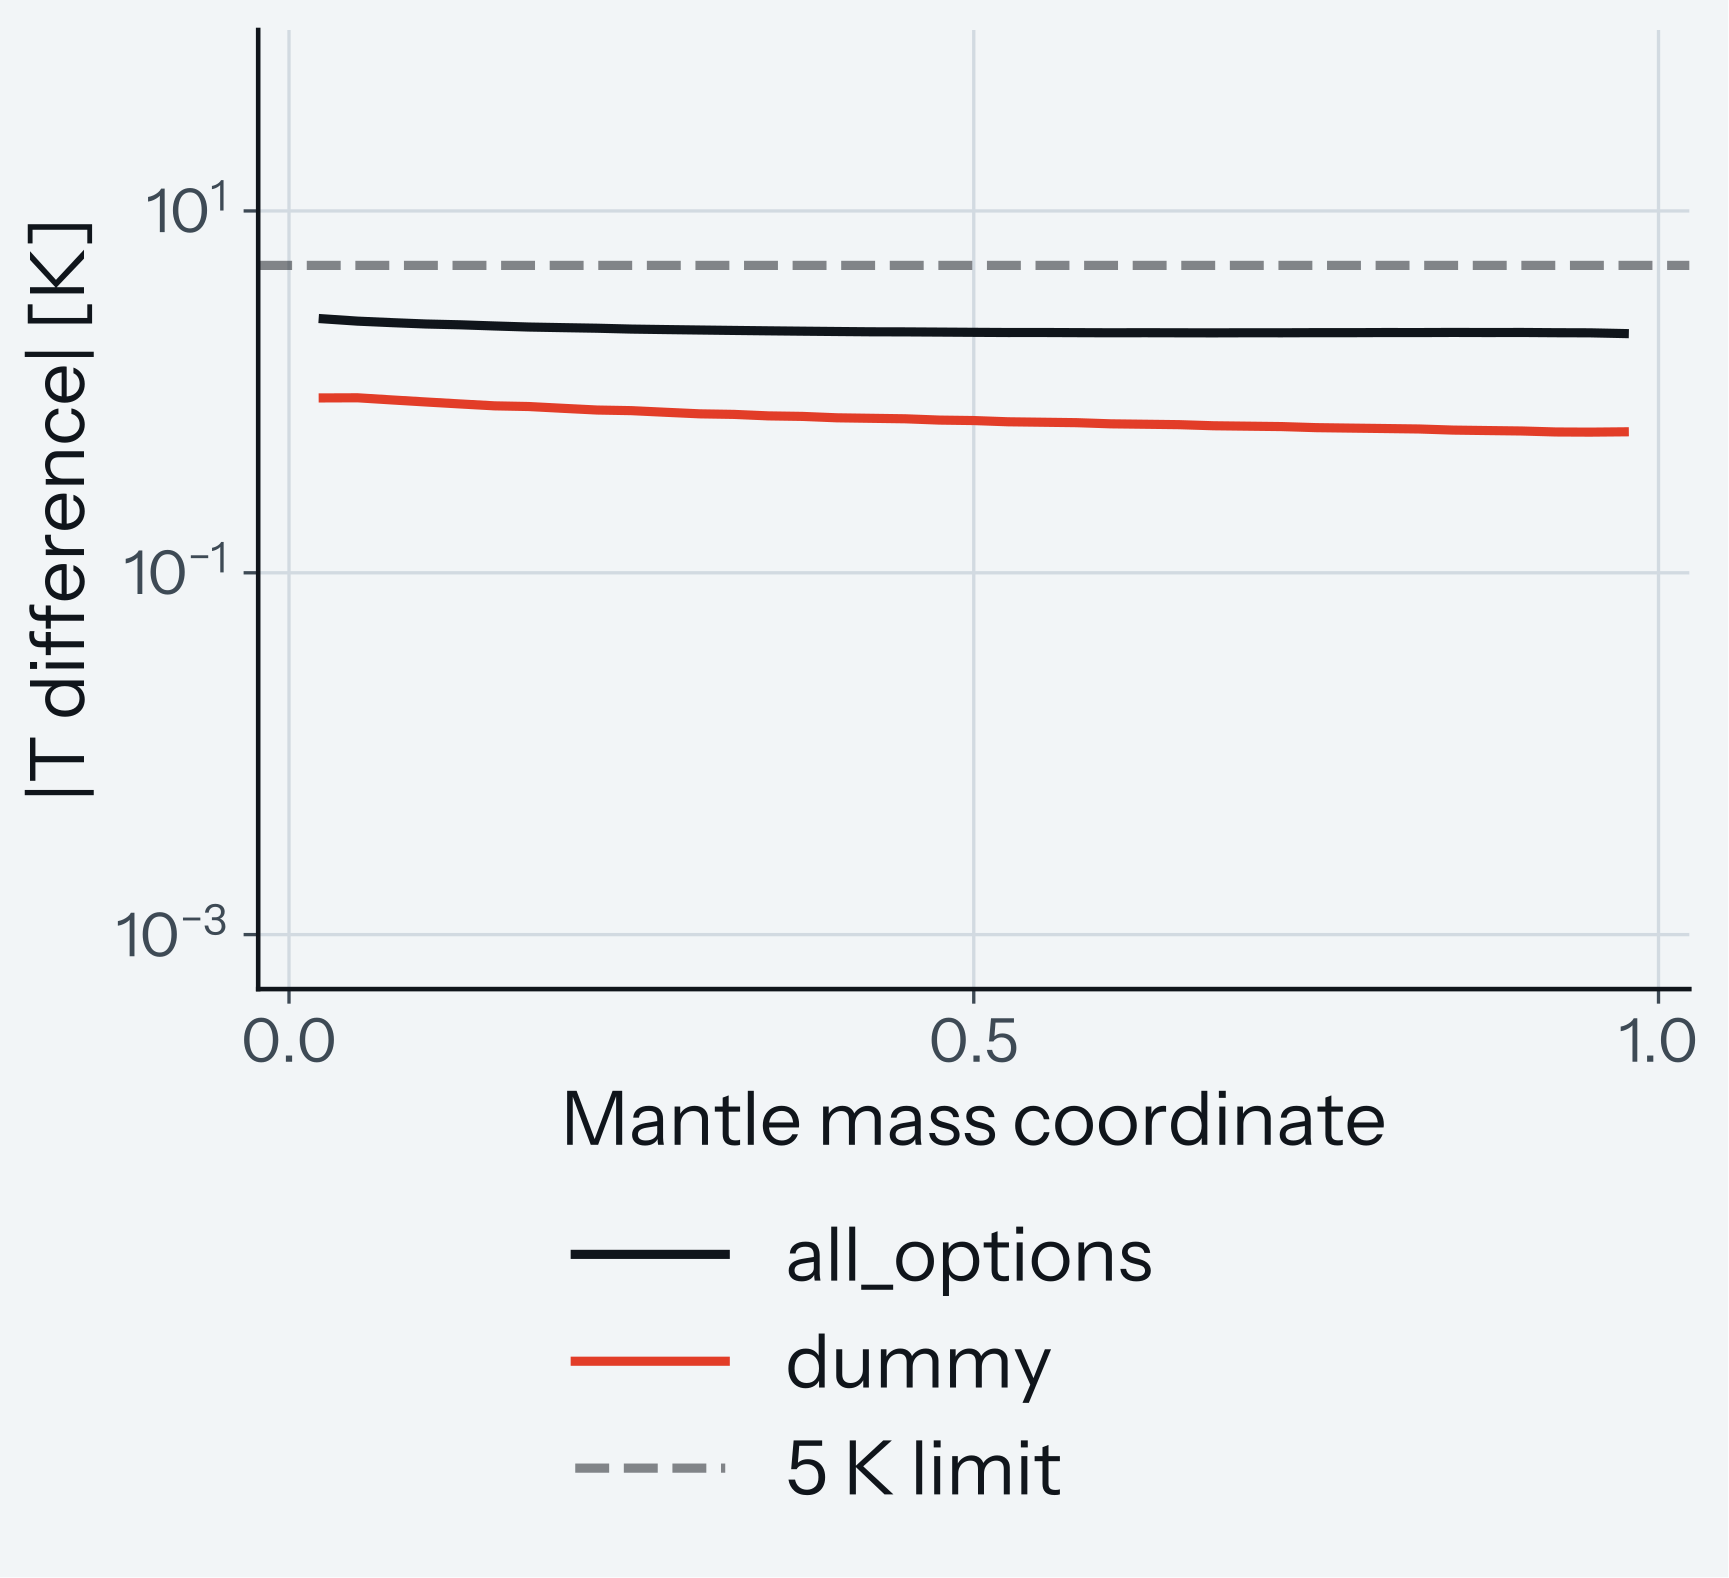 |T difference| [K]
10¹
10⁻¹
10⁻³
0.0 0.5 1.0
Mantle mass coordinate
all_options
dummy
5 K limit